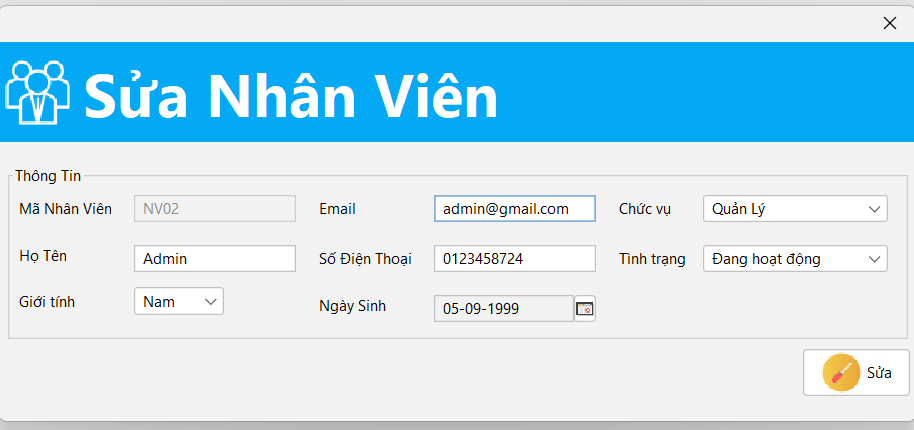 Sửa Nhân Viên
Thông Tin
Mã Nhân Viên NV02 Email admin@gmail.com Chức vụ Quản Lý
Họ Tên Admin Số Điện Thoại 0123458724 Tình trạng Đang hoạt động
Giới tính Nam Ngày Sinh 05-09-1999
Sửa